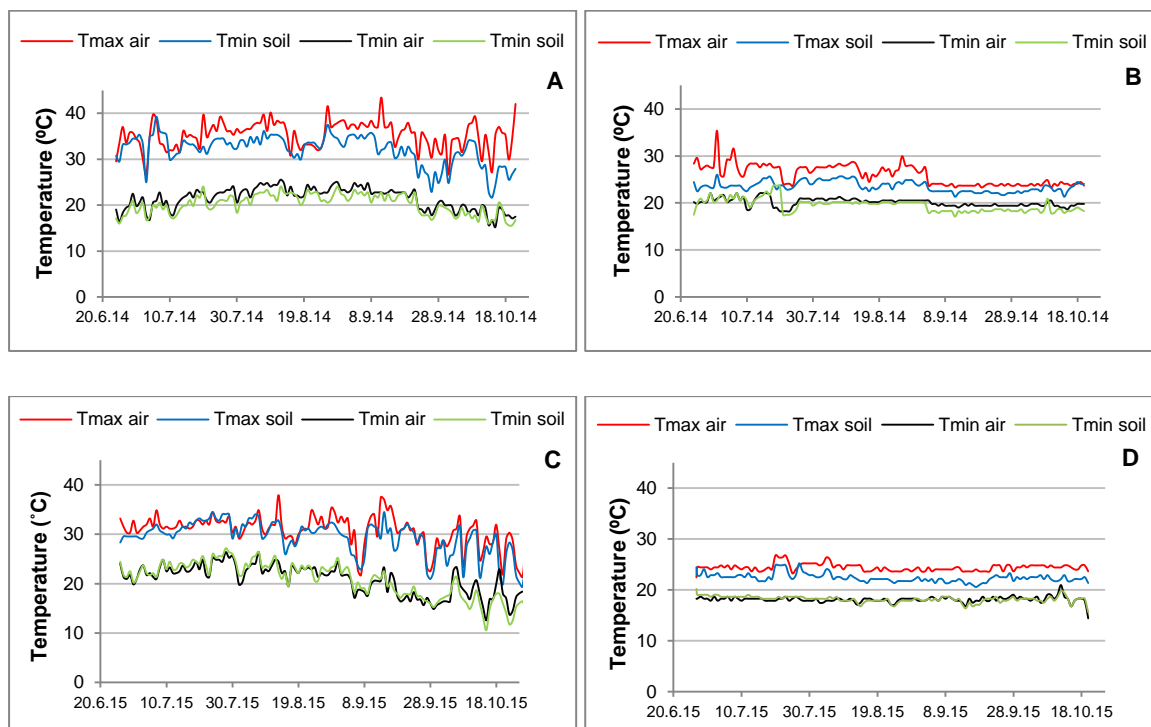 Tmax air Tmin soil Tmin air Tmin soil
A
Temperature (ºC)
40
30
20
10
0
20.6.14 10.7.14 30.7.14 19.8.14 8.9.14 28.9.14 18.10.14
Tmax air Tmax soil Tmin air Tmin soil
B
Temperature (ºC)
40
30
20
10
0
20.6.14 10.7.14 30.7.14 19.8.14 8.9.14 28.9.14 18.10.14
Tmax air Tmax soil Tmin air Tmin soil
C
Temperature (˚C)
40
30
20
10
0
20.6.15 10.7.15 30.7.15 19.8.15 8.9.15 28.9.15 18.10.15
Tmax air Tmax soil Tmin air Tmin soil
D
Temperature (ºC)
40
30
20
10
0
20.6.15 10.7.15 30.7.15 19.8.15 8.9.15 28.9.15 18.10.15